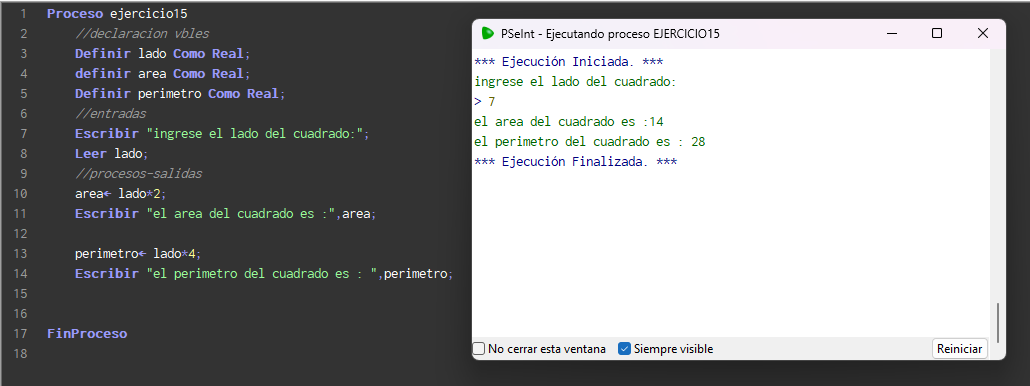 1 Proceso ejercicio15
2 //declaracion vbles
3 Definir lado Como Real;
4 definir area Como Real;
5 Definir perimetro Como Real;
6 //entradas
7 Escribir "ingrese el lado del cuadrado:";
8 Leer lado;
9 //procesos-salidas
10 area← lado*2;
11 Escribir "el area del cuadrado es :",area;
12
13 perimetro← lado*4;
14 Escribir "el perimetro del cuadrado es : ",perimetro;
15
16
17 FinProceso
18
PSeInt - Ejecutando proceso EJERCICIO15
*** Ejecución Iniciada. ***
ingrese el lado del cuadrado:
> 7
el area del cuadrado es :14
el perimetro del cuadrado es : 28
*** Ejecución Finalizada. ***
No cerrar esta ventana Siempre visible Reiniciar